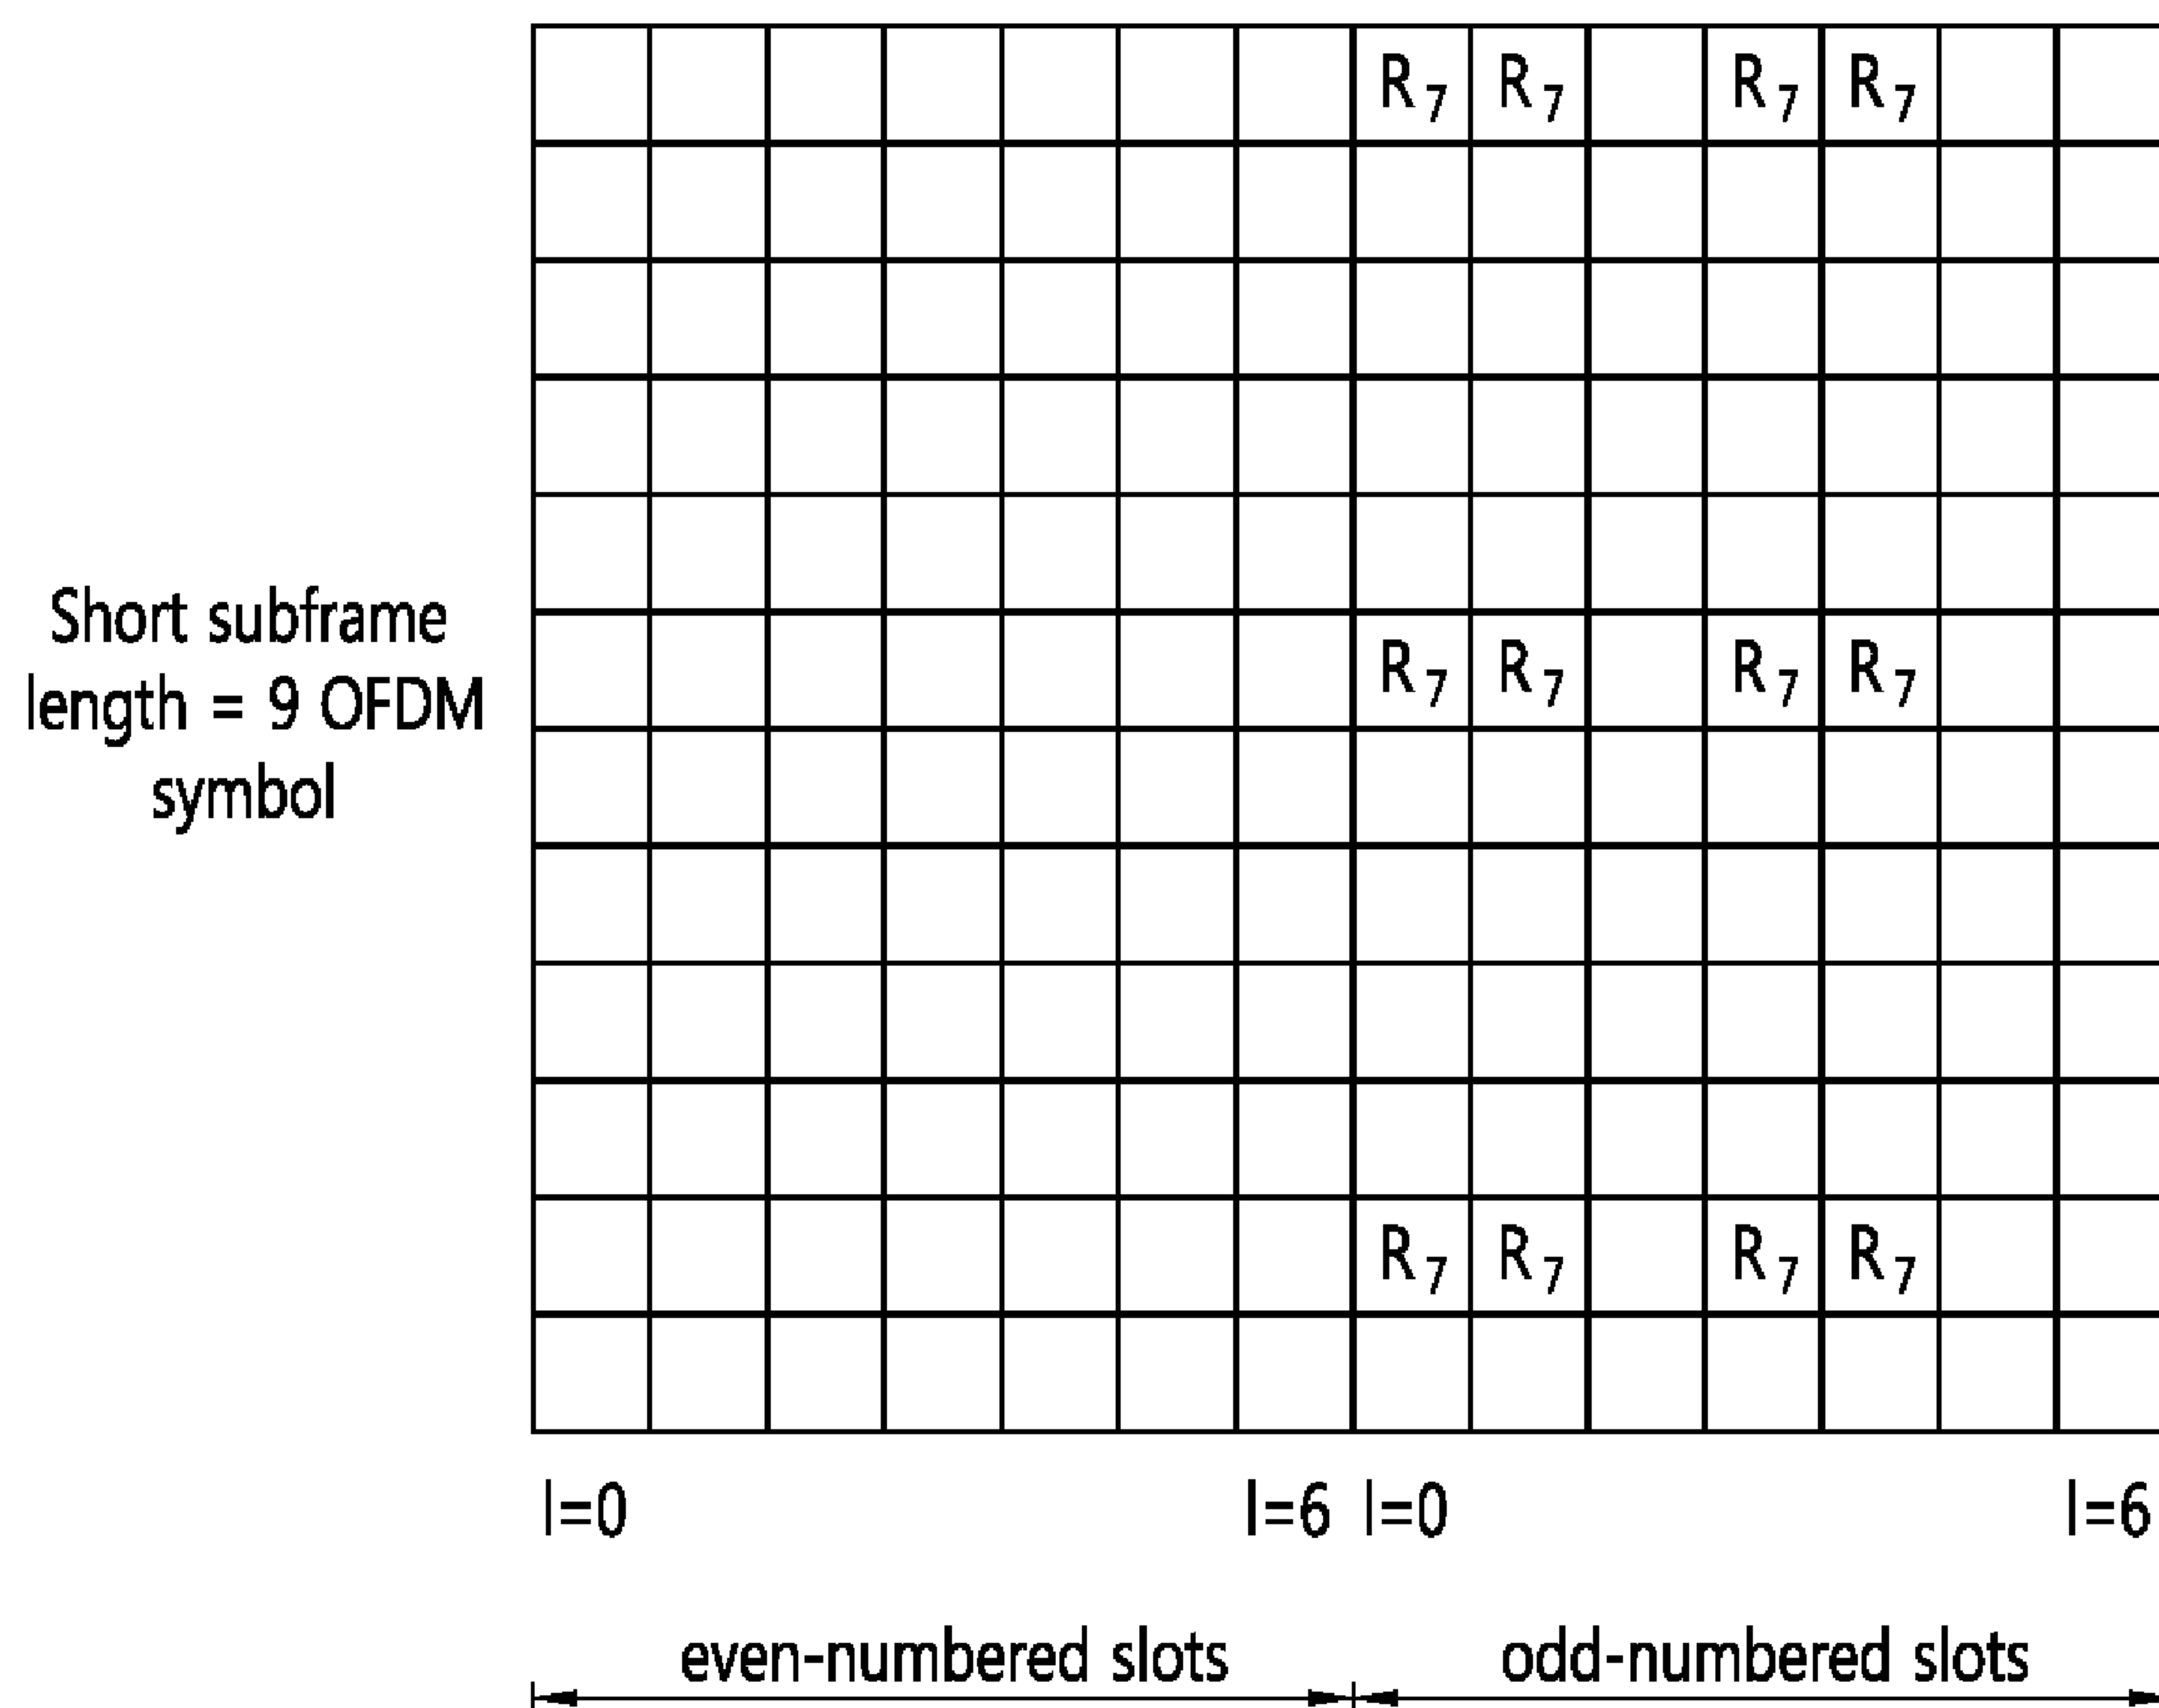 R7 R7 R7 R7
Short subframe
length = 9 OFDM
symbol
R7 R7 R7 R7
R7 R7 R7 R7
l=0 l=6 l=0 l=6
even-numbered slots odd-numbered slots